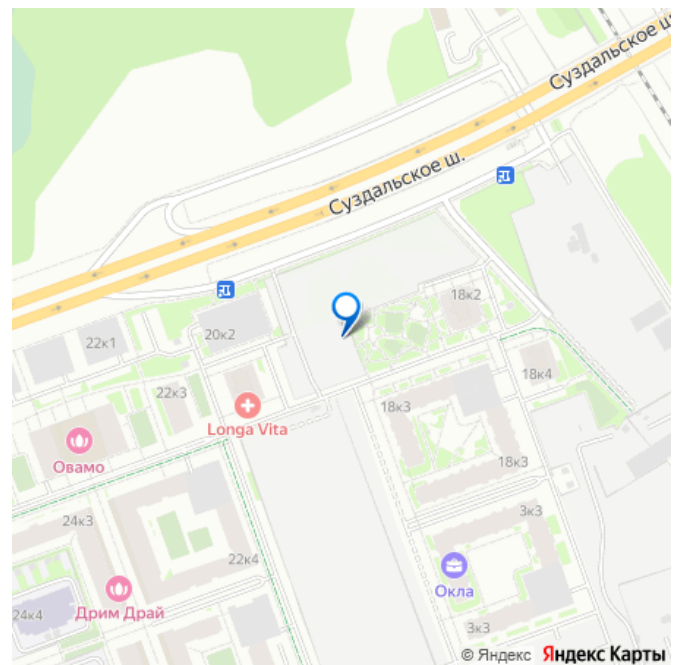 Суздальское ш
Суздальское ш.
18к2
22к1
20к2
18к4
22к3
18к3
Longa Vita
Овамо
18к3
24к3
3к3
22к4
Окла
24к4
Дрим Драй
3к3
© Яндекс Яндекс Карты